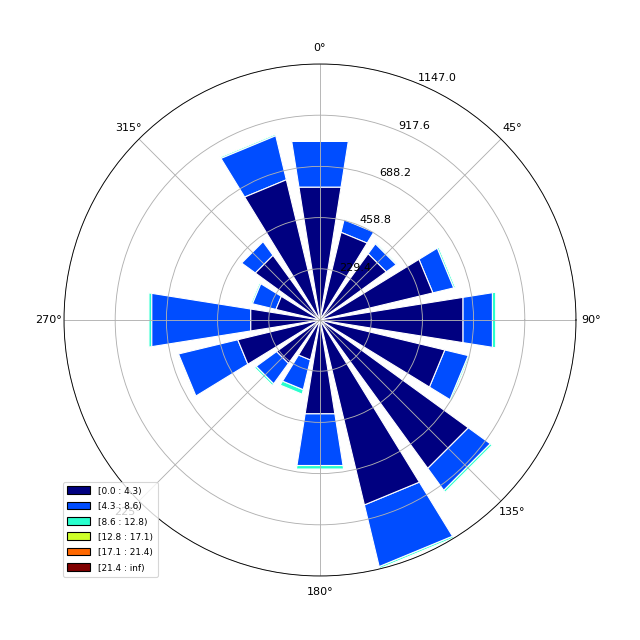 0°
1147.0
917.6
315°
45°
688.2
458.8
270°
90°
[0.0 : 4.3)
[4.3 : 8.6)
[8.6 : 12.8)
[12.8 : 17.1)
[17.1 : 21.4)
[21.4 : inf)
135°
180°